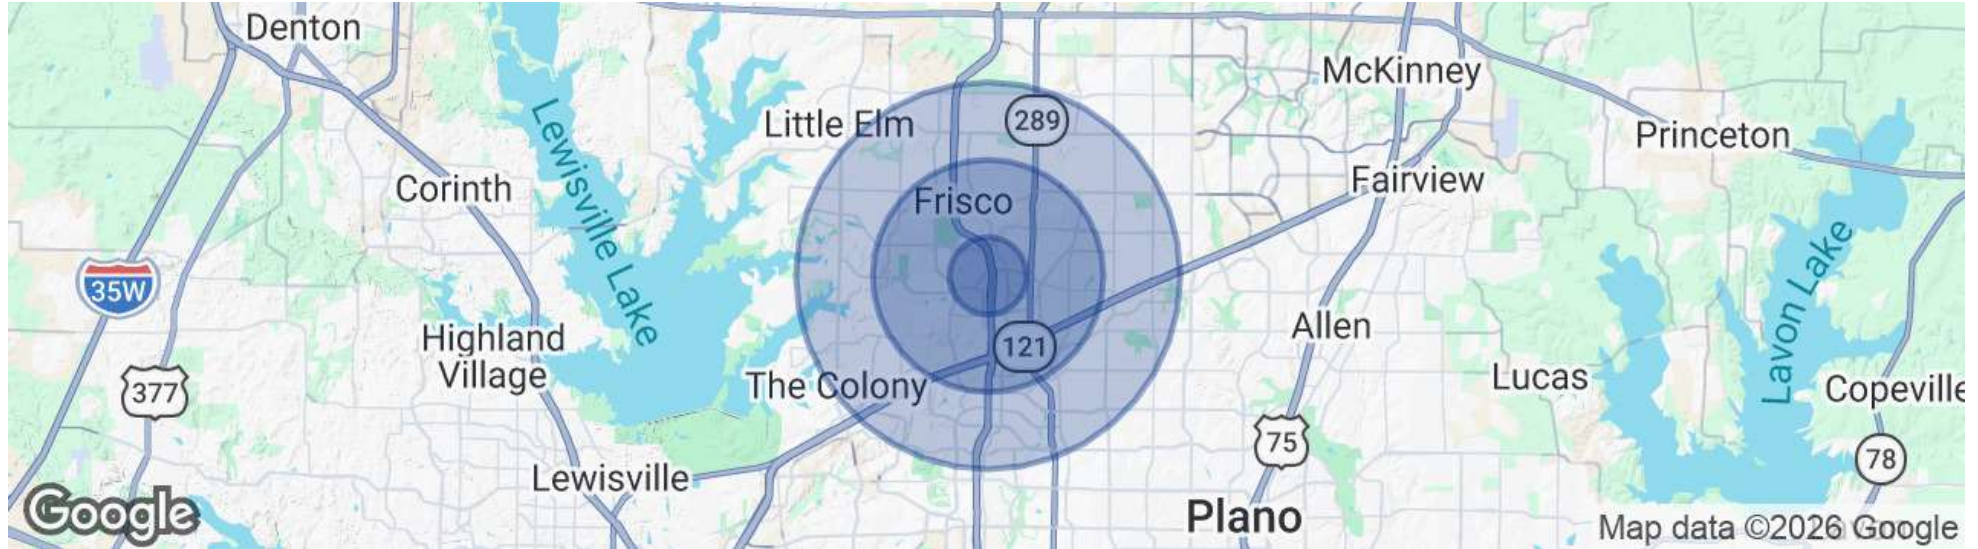 Denton
McKinney
Little Elm
289
Princeton
Lewisville Lake
Corinth
Frisco
Fairview
35W
Lavon Lake
Highland
Village
121
Allen
377
The Colony
Lucas
Copeville
75
78
Lewisville
Plano
Google
Map data ©2026 Google